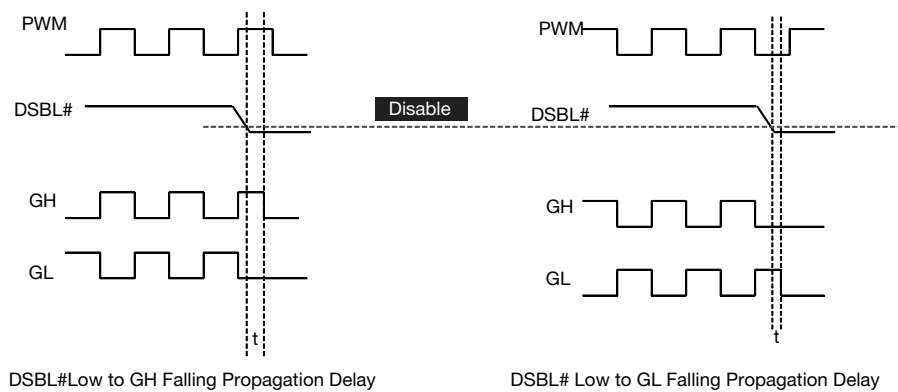 PWM
DSBL#
GH
GL
t
DSBL#Low to GH Falling Propagation Delay
Disable
PWM
DSBL#
GH
GL
t
DSBL# Low to GL Falling Propagation Delay